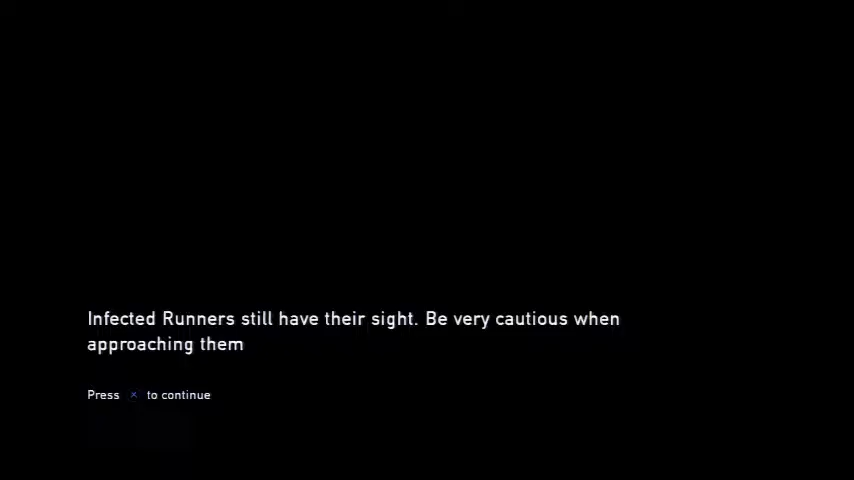 Infected Runners still have their sight. Be very cautious when
approaching them
Press × to continue